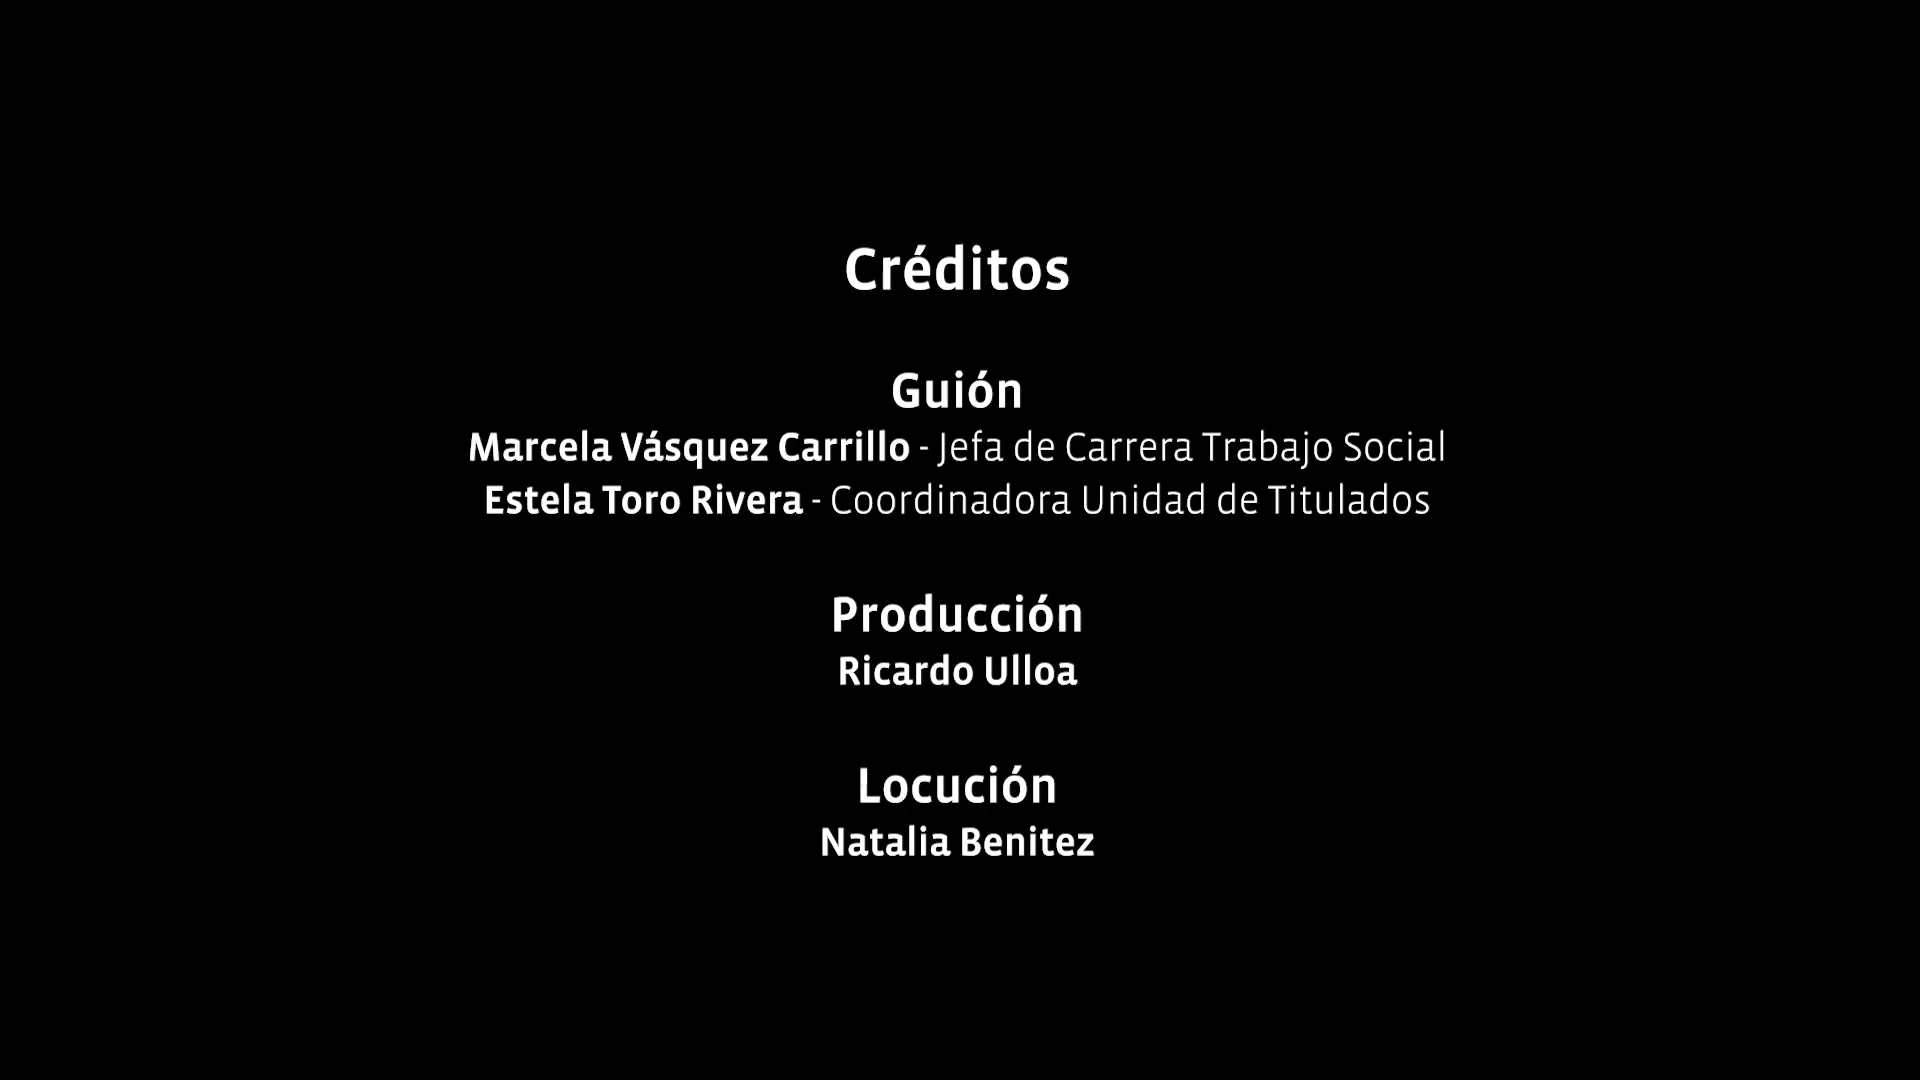 Créditos
Guión
Marcela Vásquez Carrillo - Jefa de Carrera Trabajo Social
Estela Toro Rivera - Coordinadora Unidad de Titulados
Producción
Ricardo Ulloa
Locución
Natalia Benitez